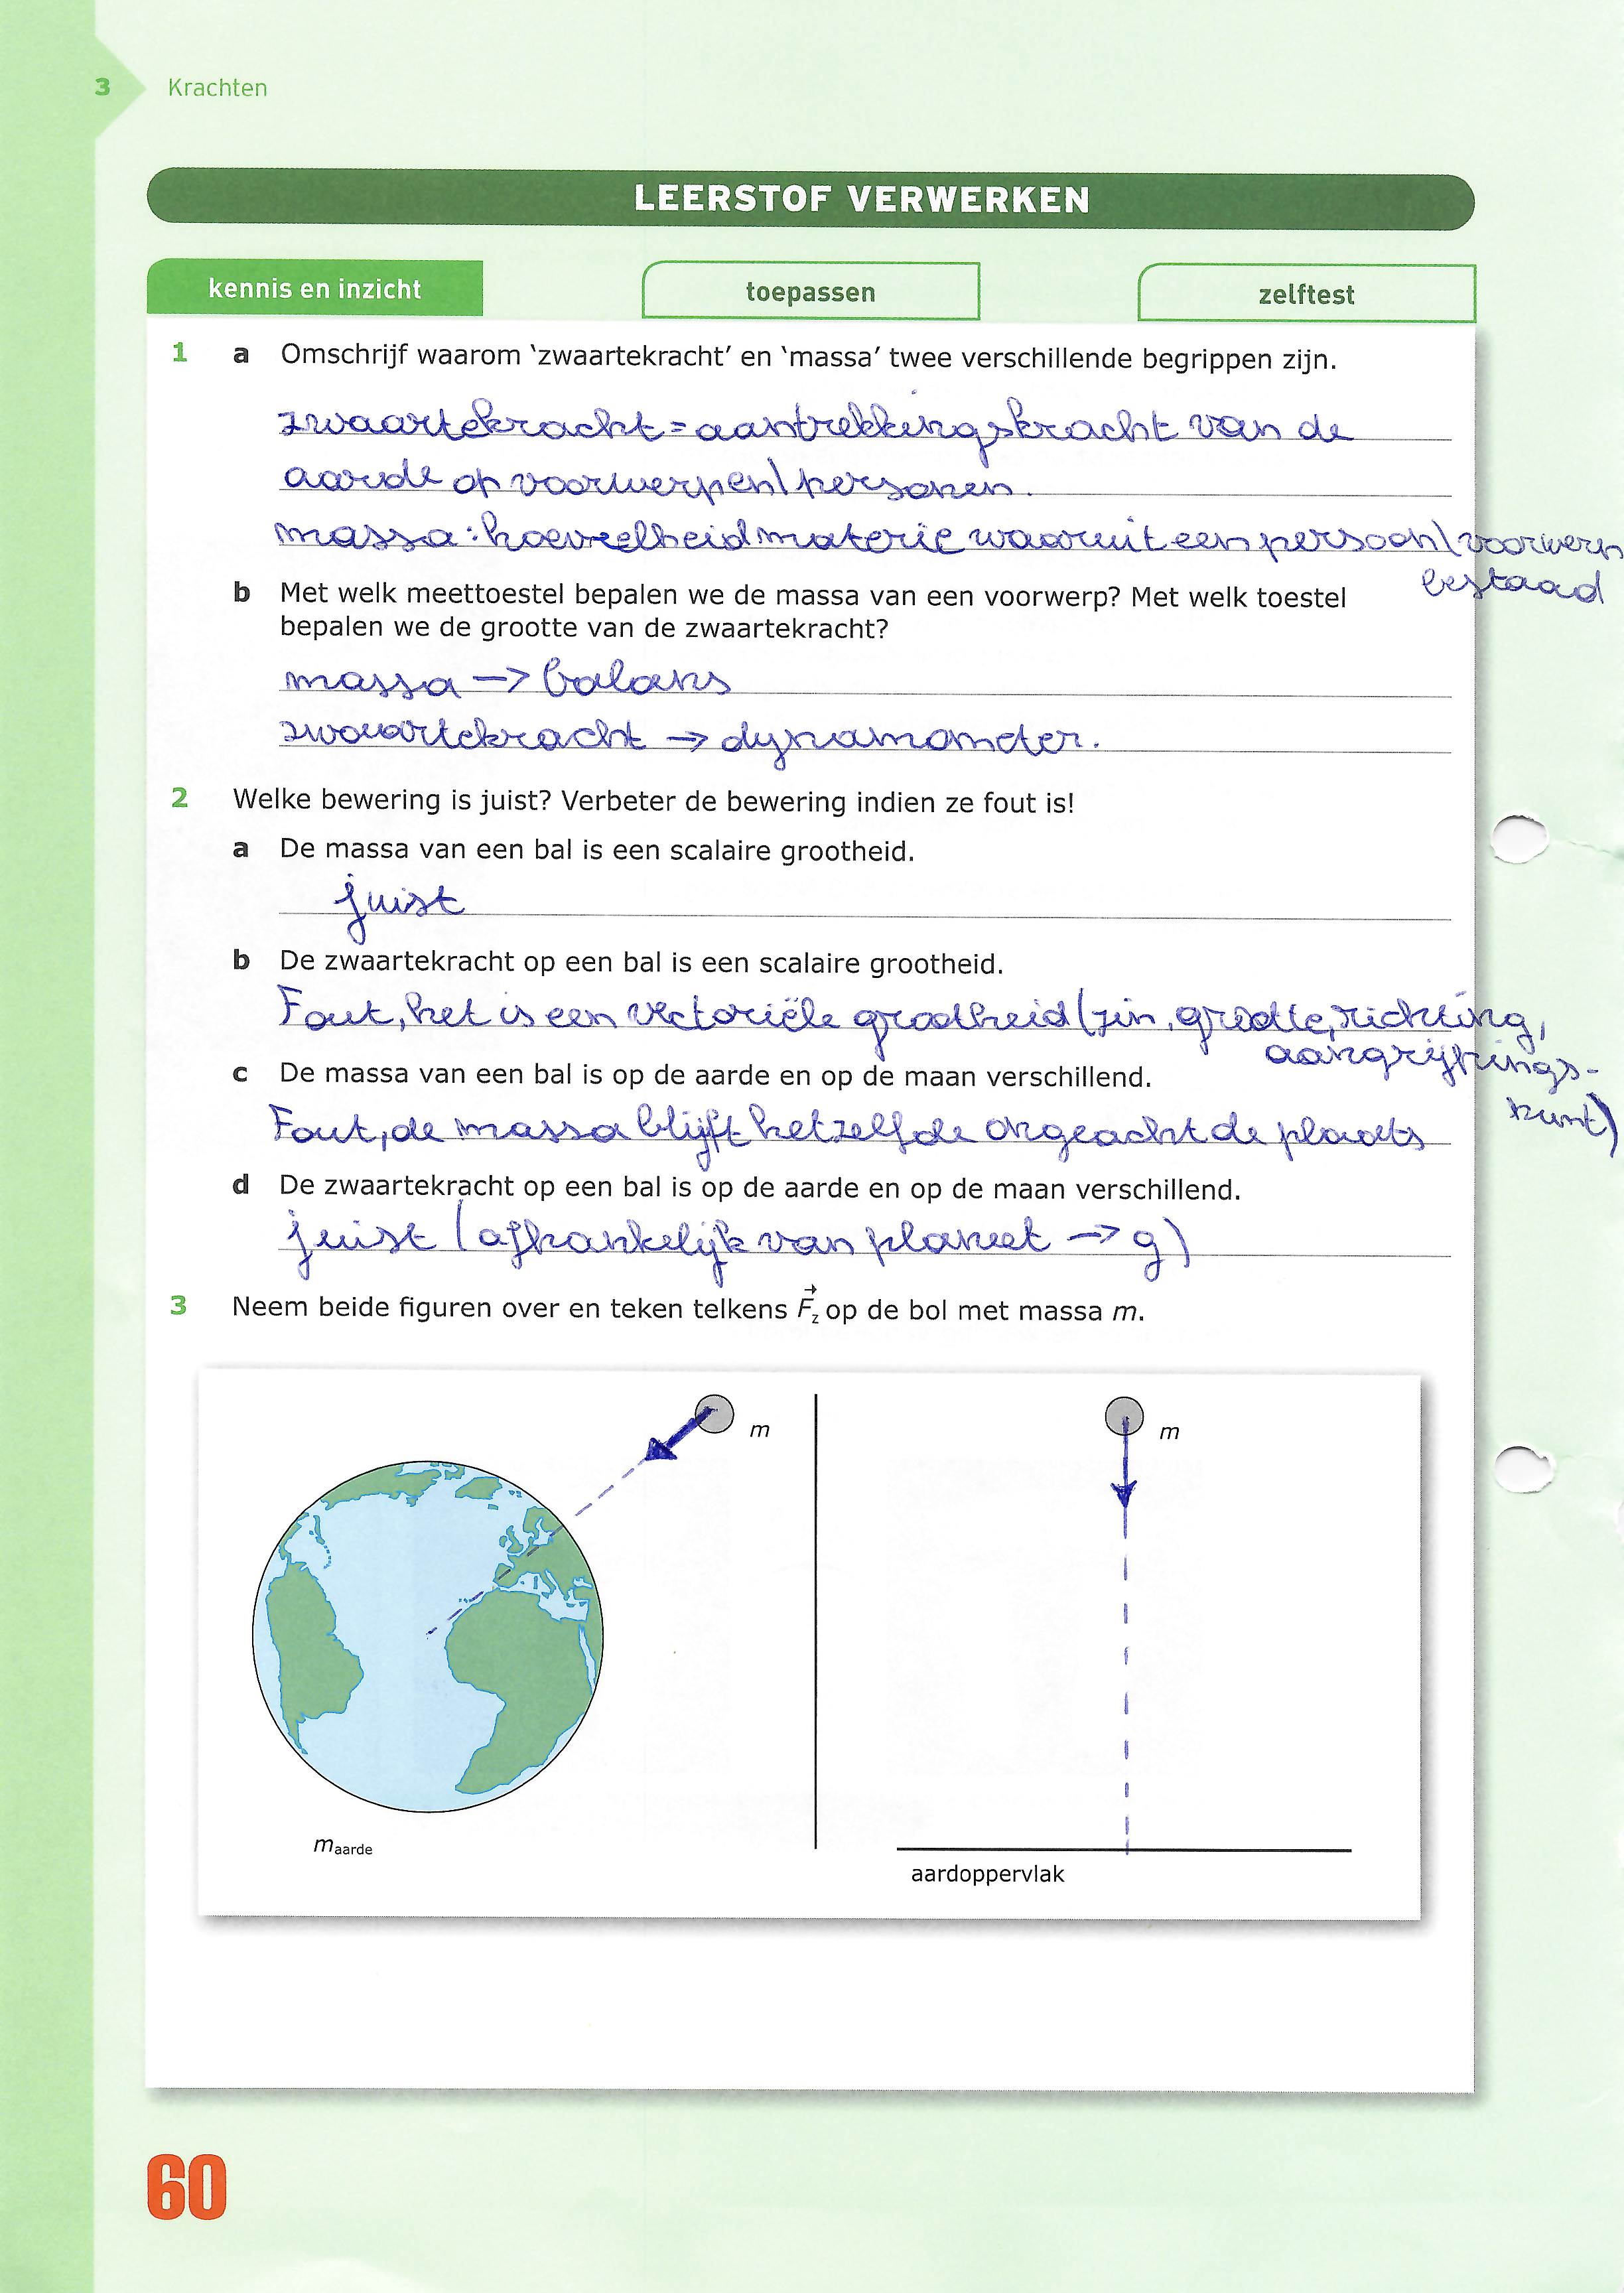 3 Krachten
LEERSTOF VERWERKEN
kennis en inzicht toepassen zelftest
1 a Omschrijf waarom ‘zwaartekracht’ en ‘massa’ twee verschillende begrippen zijn.
zwaartekracht = aantrekkingskracht van de
aarde op voorwerpen\personen.
massa: hoeveelheid materie waaruit een persoon\voorwerp
bestaad
b Met welk meettoestel bepalen we de massa van een voorwerp? Met welk toestel
bepalen we de grootte van de zwaartekracht?
massa → balans
zwaartekracht → dynamometer.
2 Welke bewering is juist? Verbeter de bewering indien ze fout is!
a De massa van een bal is een scalaire grootheid.
juist
b De zwaartekracht op een bal is een scalaire grootheid.
Fout, het is een vectoriële grootheid (zin, grootte, richting,
aangrijpings-
punt)
c De massa van een bal is op de aarde en op de maan verschillend.
Fout, de massa blijft hetzelfde ongeacht de plaats
d De zwaartekracht op een bal is op de aarde en op de maan verschillend.
juist (afhankelijk van planeet → g)
3 Neem beide figuren over en teken telkens F⃗z op de bol met massa m.
m
m
maarde
aardoppervlak
60